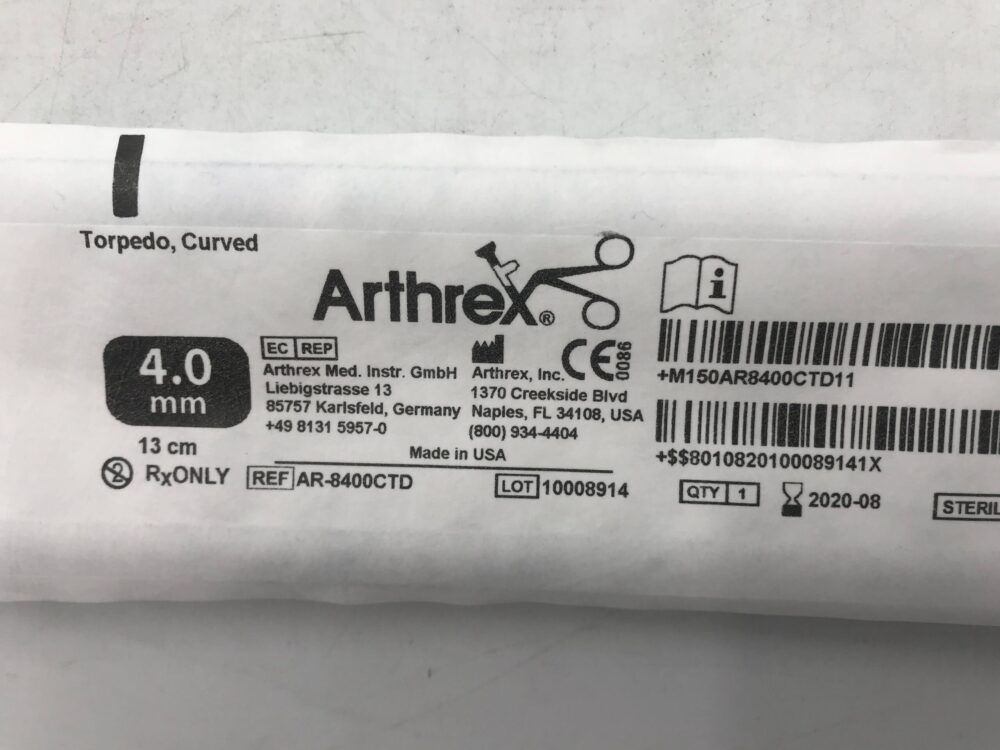 Torpedo, Curved
Arthrex®
4.0
mm
13 cm
RxONLY
EC REP
Arthrex Med. Instr. GmbH
Liebigstrasse 13
85757 Karlsfeld, Germany
+49 8131 5957-0
Arthrex, Inc.
1370 Creekside Blvd
Naples, FL 34108, USA
(800) 934-4404
CE 0086
Made in USA
REF AR-8400CTD
LOT 10008914
i
+M150AR8400CTD11
+$$8010820100089141X
QTY 1
2020-08
2